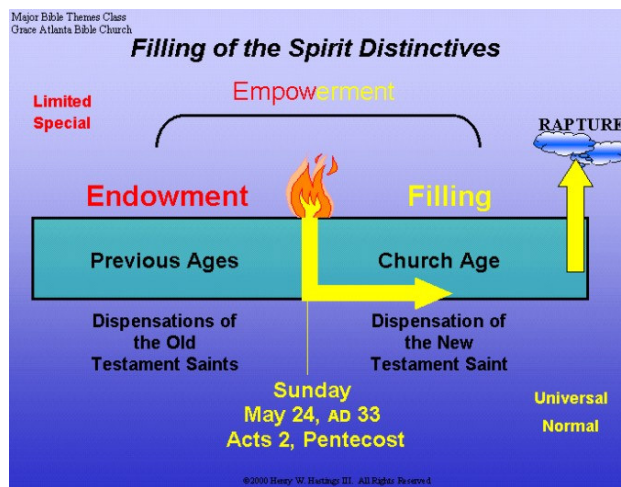 Major Bible Themes Class
Grace Atlanta Bible Church
Filling of the Spirit Distinctives
Empowerment
Limited
Special
RAPTURE
Endowment
Filling
Previous Ages
Church Age
Dispensations of
the Old
Testament Saints
Dispensation of
the New
Testament Saint
Sunday
May 24, AD 33
Acts 2, Pentecost
Universal
Normal
©2000 Henry W. Hastings III. All Rights Reserved